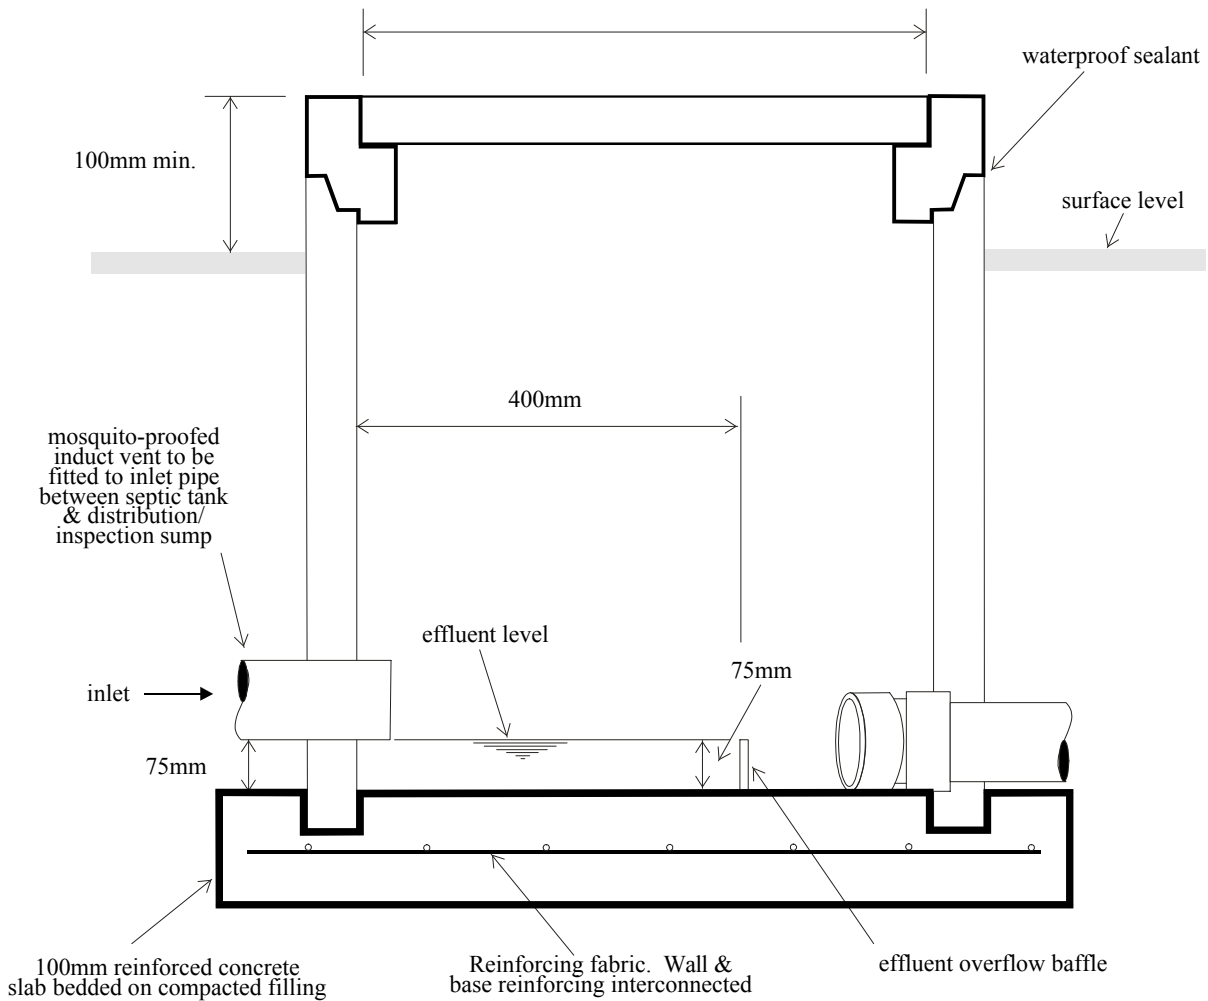 waterproof sealant
100mm min.
surface level
400mm
mosquito-proofed
induct vent to be
fitted to inlet pipe
between septic tank
& distribution/
inspection sump
effluent level
75mm
inlet
75mm
100mm reinforced concrete
slab bedded on compacted filling
Reinforcing fabric. Wall &
base reinforcing interconnected
effluent overflow baffle